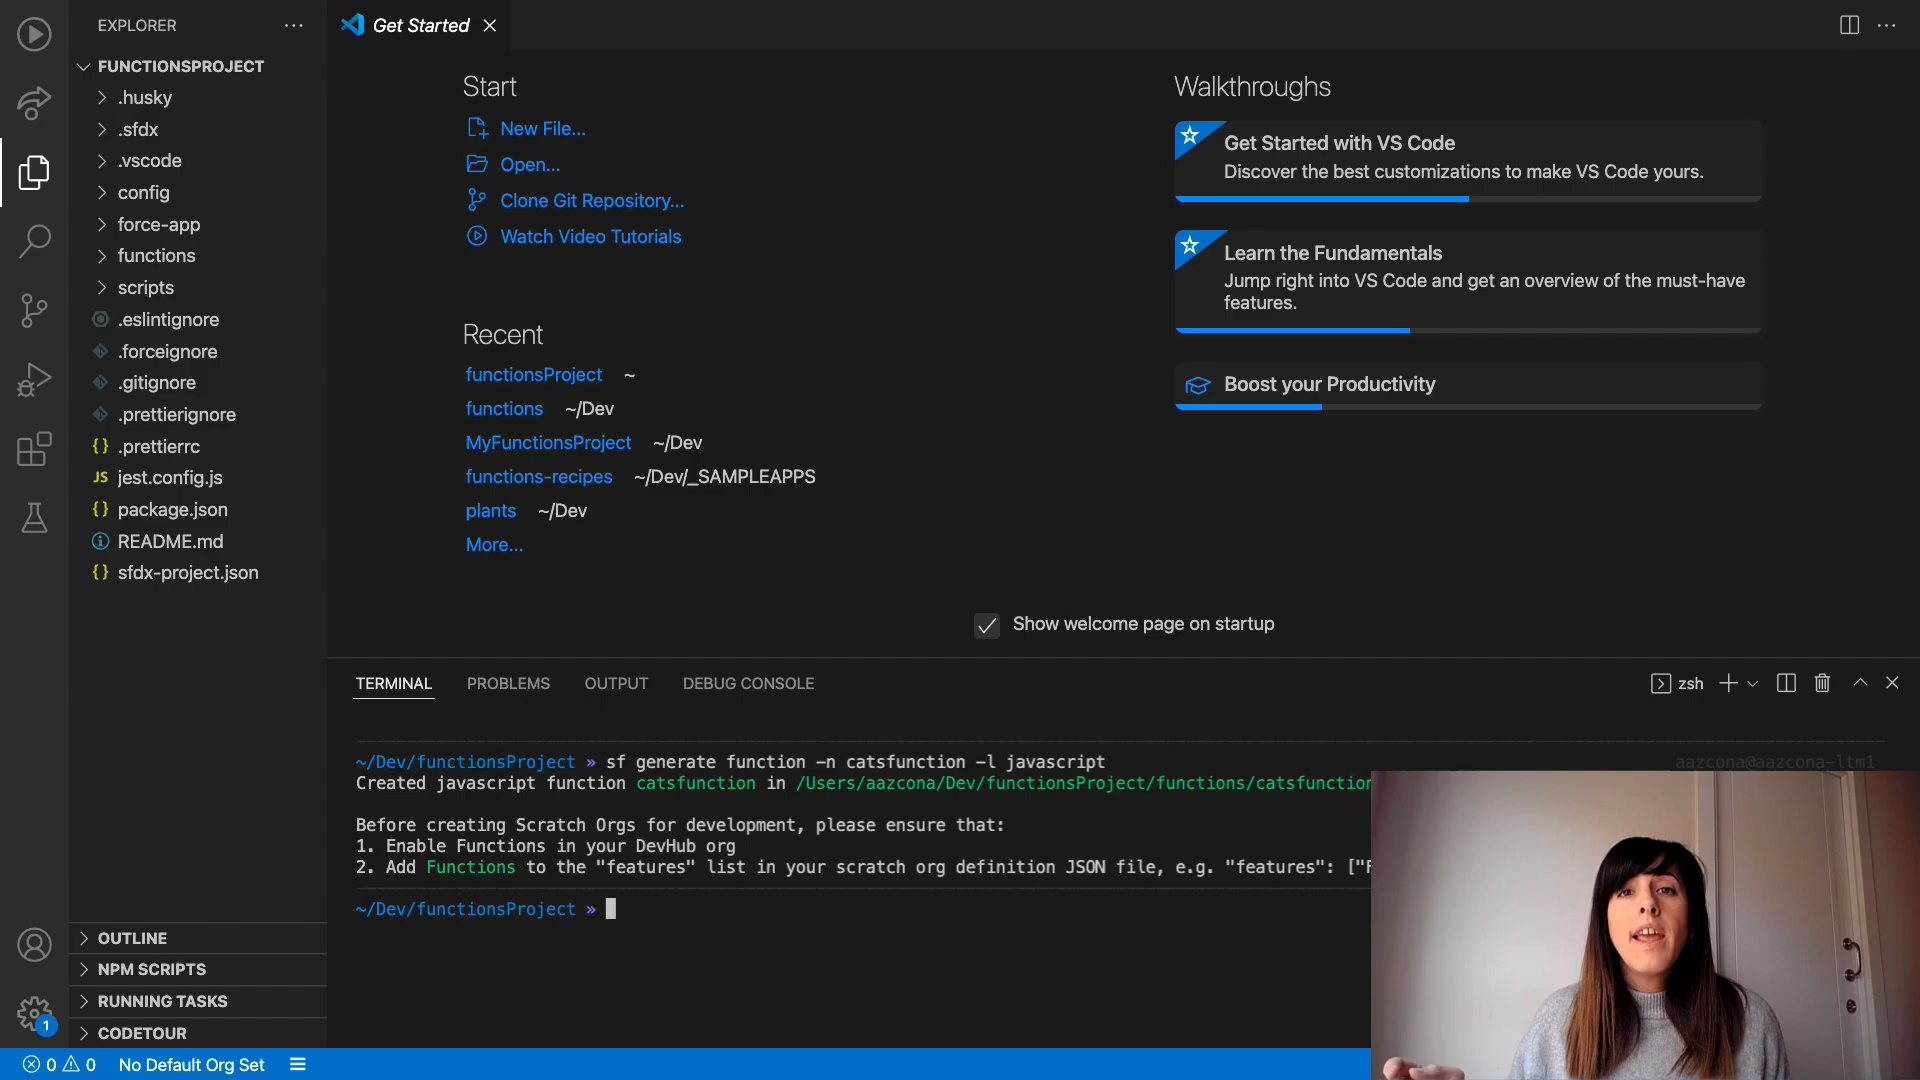 EXPLORER
FUNCTIONSPROJECT
.husky
.sfdx
.vscode
config
force-app
functions
scripts
.eslintignore
.forceignore
.gitignore
.prettierignore
{} .prettierrc
JS jest.config.js
{} package.json
README.md
{} sfdx-project.json
OUTLINE
NPM SCRIPTS
RUNNING TASKS
CODETOUR
1
Get Started
Start
New File...
Open...
Clone Git Repository...
Watch Video Tutorials
Recent
functionsProject ~
functions ~/Dev
MyFunctionsProject ~/Dev
functions-recipes ~/Dev/_SAMPLEAPPS
plants ~/Dev
More...
Walkthroughs
Get Started with VS Code
Discover the best customizations to make VS Code yours.
Learn the Fundamentals
Jump right into VS Code and get an overview of the must-have
features.
Boost your Productivity
Show welcome page on startup
TERMINAL PROBLEMS OUTPUT DEBUG CONSOLE
zsh
~/Dev/functionsProject » sf generate function -n catsfunction -l javascript aazcona@aazcona-ltm1
Created javascript function catsfunction in /Users/aazcona/Dev/functionsProject/functions/catsfunction
Before creating Scratch Orgs for development, please ensure that:
1. Enable Functions in your DevHub org
2. Add Functions to the "features" list in your scratch org definition JSON file, e.g. "features": ["F
~/Dev/functionsProject »
0 0 No Default Org Set